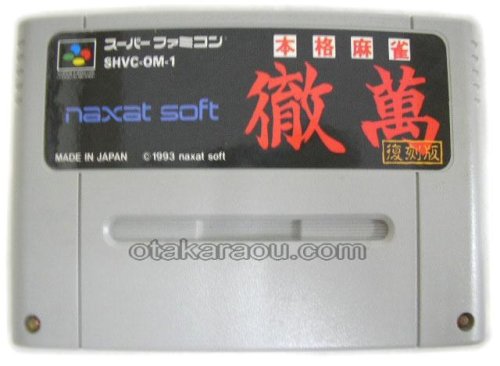 スーパーファミコン
SHVC-OM-1
naxat soft
MADE IN JAPAN © 1993 naxat soft
本格麻雀
徹萬
復刻版
otakaraou.com